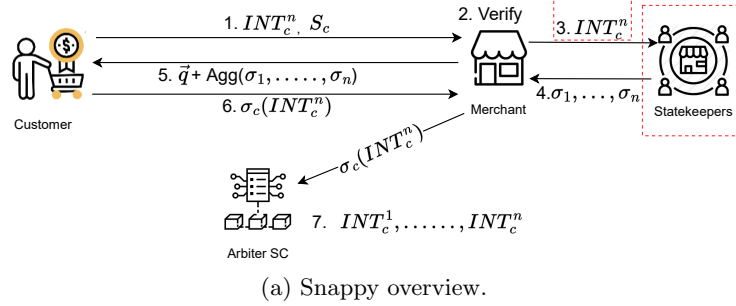 1. INT_c^n, S_c
2. Verify
3. INT_c^n
5. \vec{q} + Agg(σ_1, ....., σ_n)
4. σ_1, ..., σ_n
6. σ_c(INT_c^n)
Customer
Merchant
Statekeepers
σ_c(INT_c^n)
7. INT_c^1, ......, INT_c^n
Arbiter SC
(a) Snappy overview.